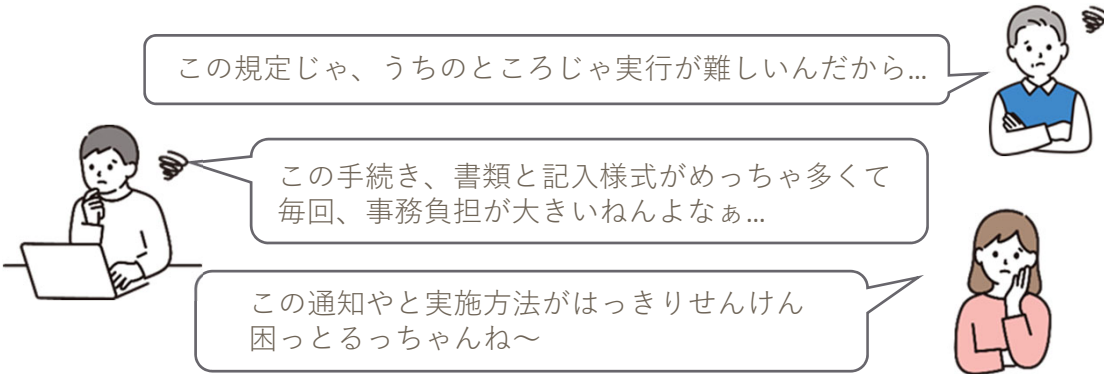 この規定じゃ、うちのところじゃ実行が難しいんだから...
この手続き、書類と記入様式がめっちゃ多くて
毎回、事務負担が大きいねんよなぁ...
この通知やと実施方法がはっきりせんけん
困っとるっちゃんね～